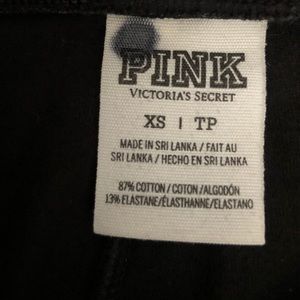 PINK
VICTORIA'S SECRET
XS | TP
MADE IN SRI LANKA / FAIT AU
SRI LANKA / HECHO EN SRI LANKA
87% COTTON / COTON/ALGODÓN
13% ELASTANE/ÉLASTHANNE/ELASTANO